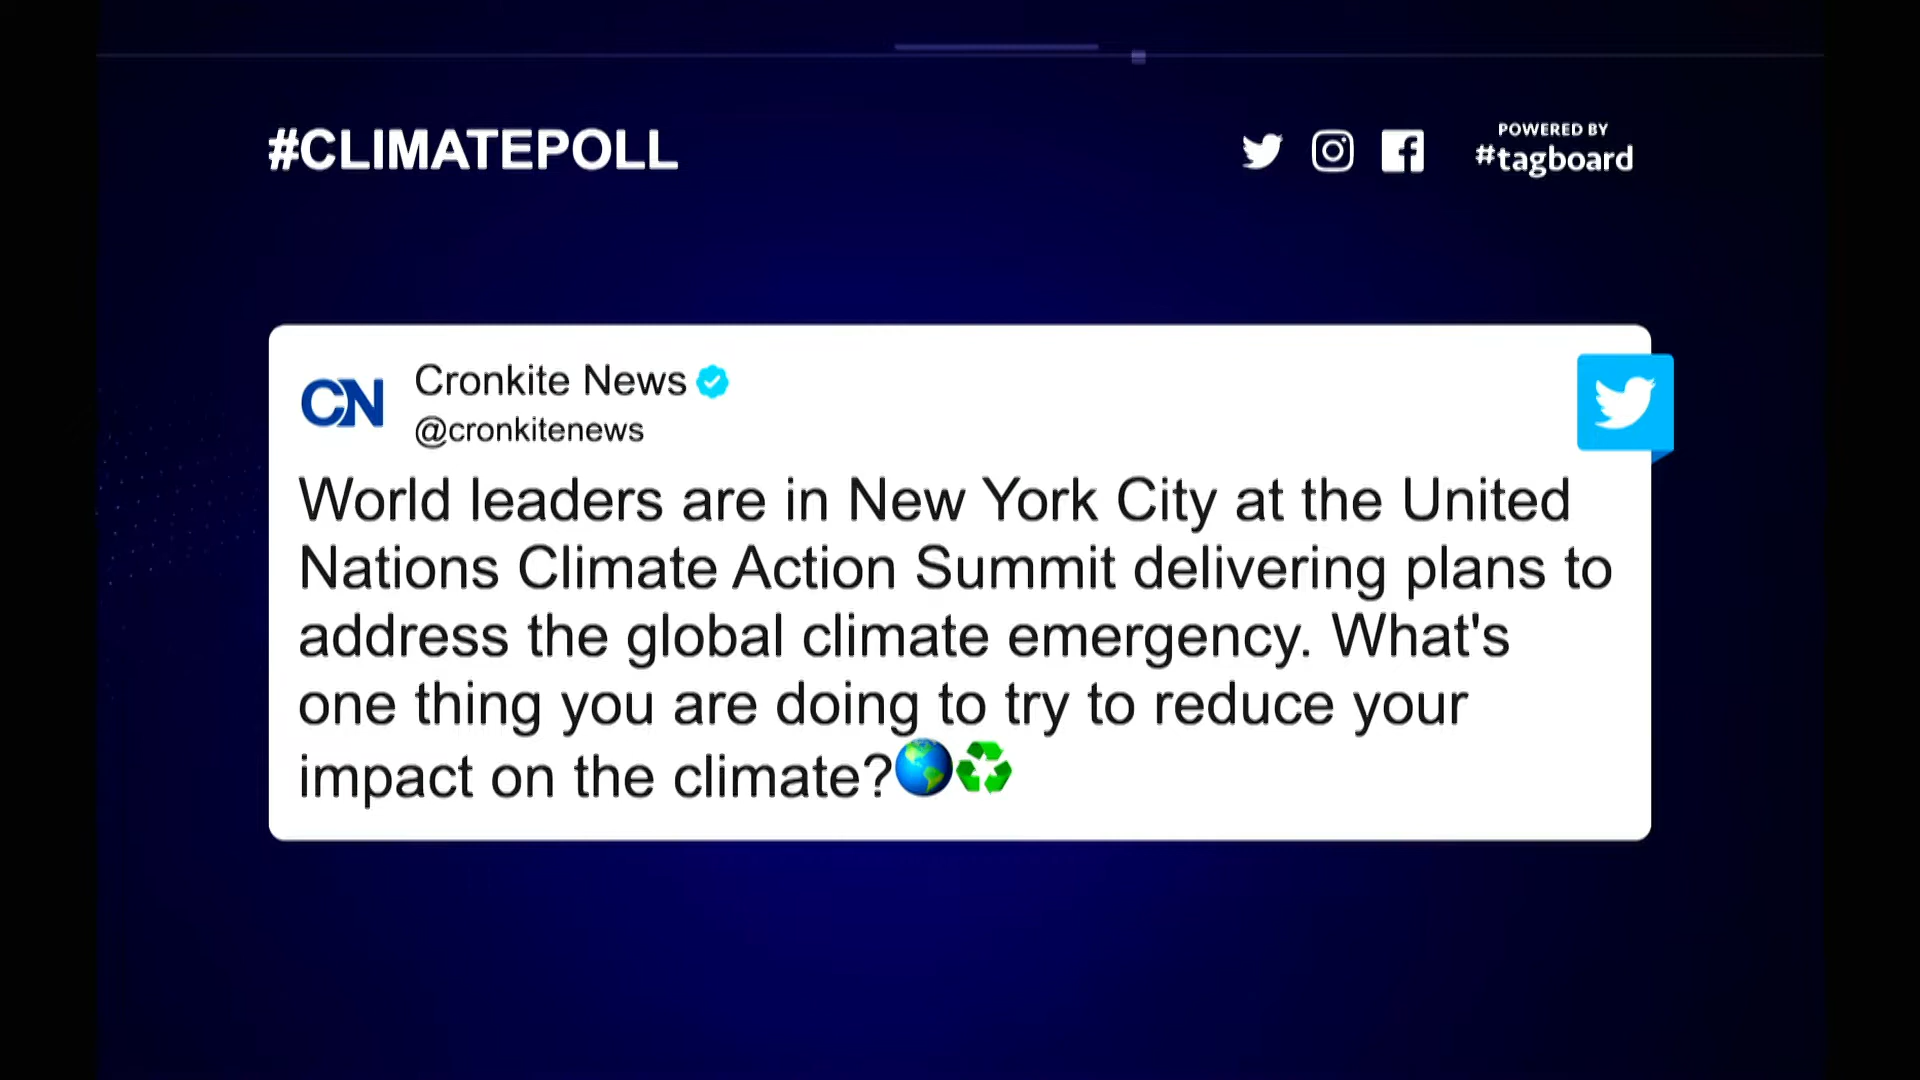 #CLIMATEPOLL
POWERED BY
#tagboard
CN
Cronkite News
@cronkitenews
World leaders are in New York City at the United
Nations Climate Action Summit delivering plans to
address the global climate emergency. What's
one thing you are doing to try to reduce your
impact on the climate?🌎♻️